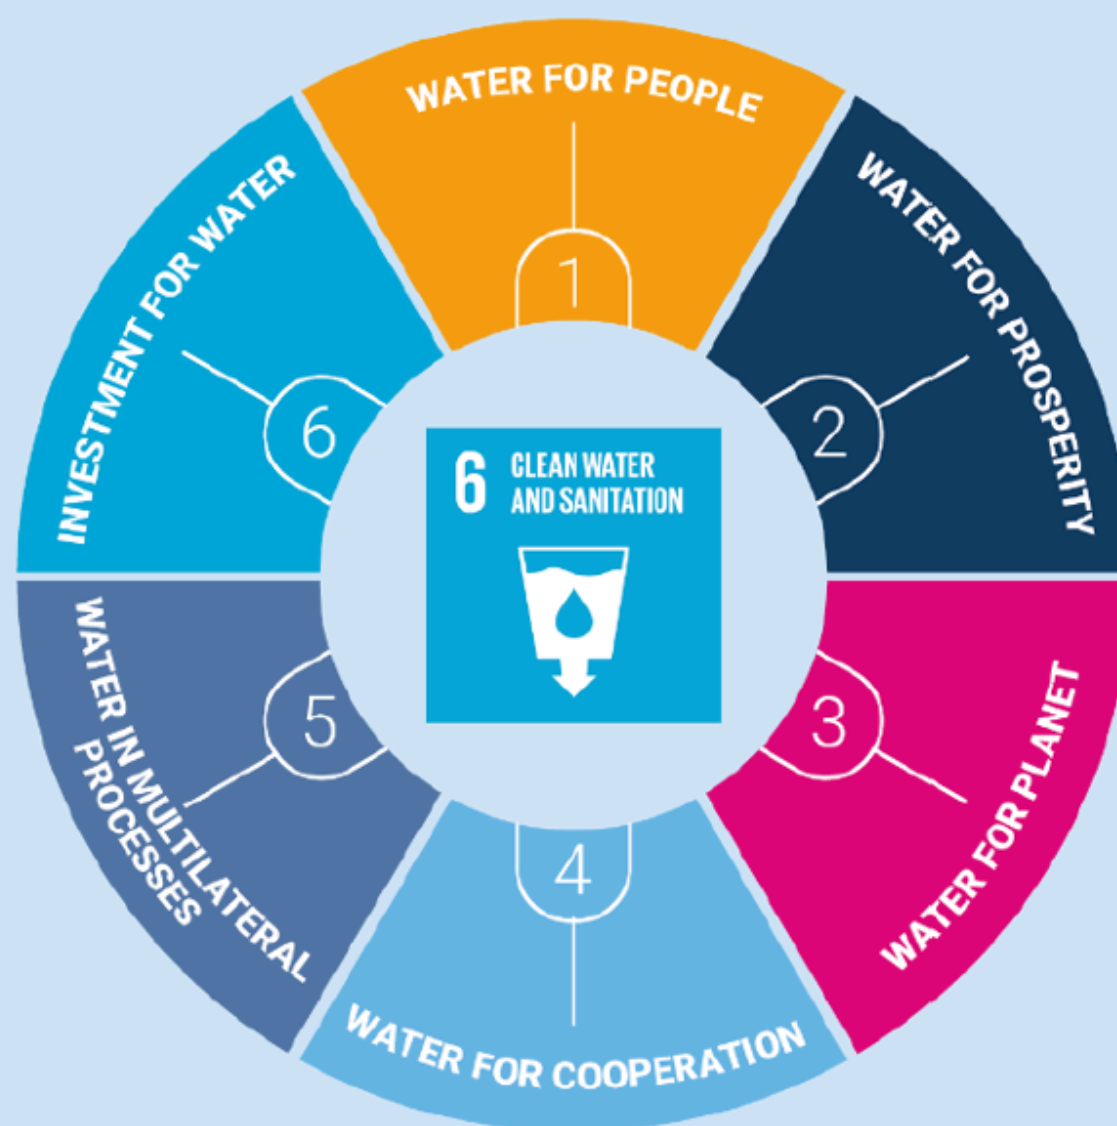 WATER FOR PEOPLE
1
WATER FOR PROSPERITY
2
WATER FOR PLANET
3
WATER FOR COOPERATION
4
WATER IN MULTILATERAL
PROCESSES
5
INVESTMENT FOR WATER
6
6 CLEAN WATER
AND SANITATION